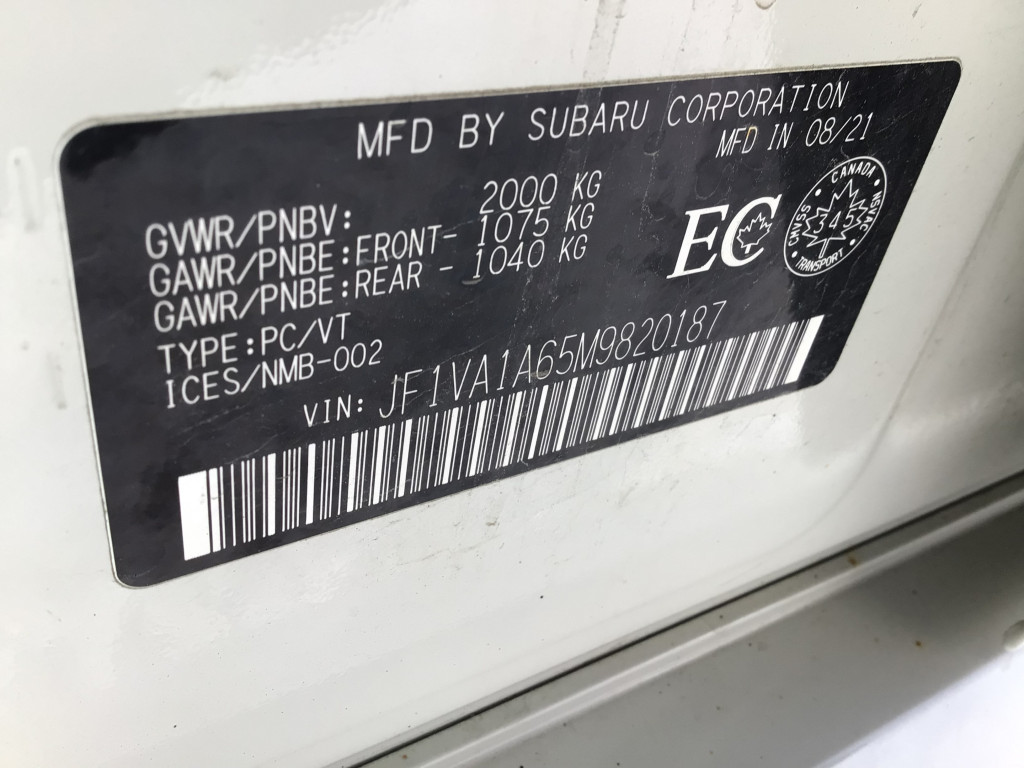 MFD BY SUBARU CORPORATION
MFD IN 08/21
GVWR/PNBV: 2000 KG
GAWR/PNBE:FRONT- 1075 KG
GAWR/PNBE:REAR - 1040 KG
TYPE:PC/VT
ICES/NMB-002
EC
CANADA
CMVSS 345 NSVAC
TRANSPORT
VIN: JF1VA1A65M9820187